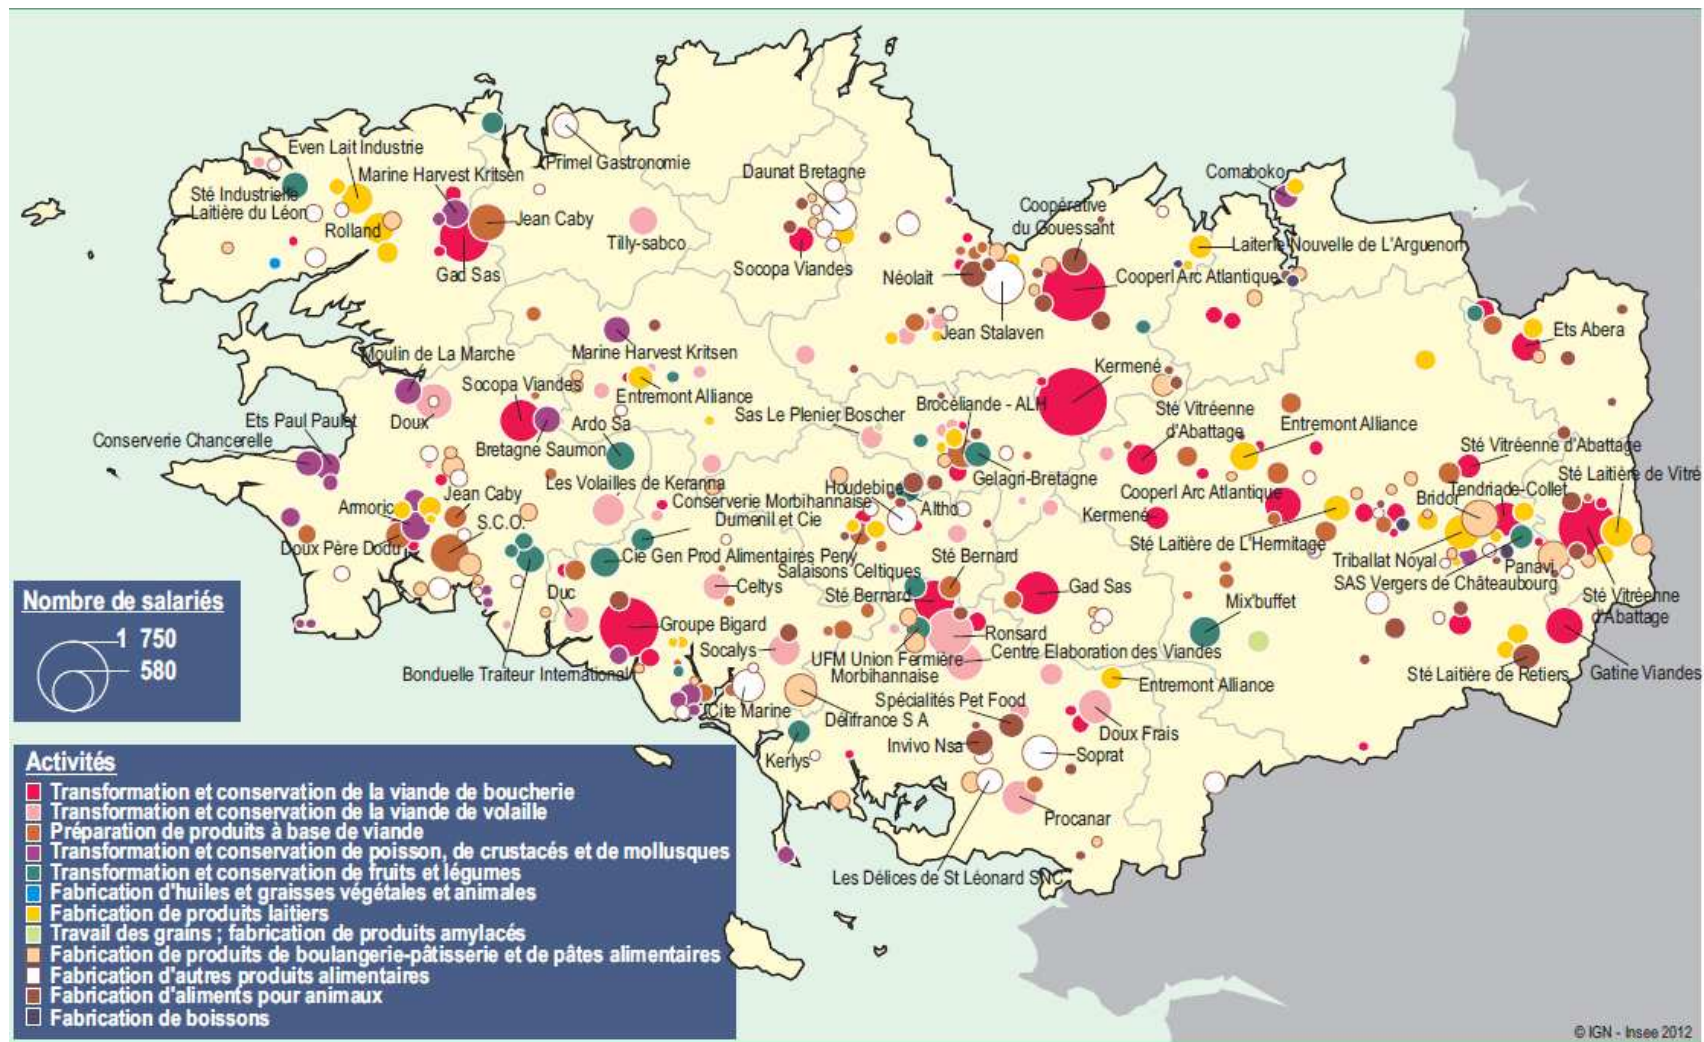 Even Lait Industrie
Marine Harvest Kritsen
Sté Industrielle
Laitière du Léon
Rolland
Jean Caby
Gad Sas
Primel Gastronomie
Tilly-sabco
Daunat Bretagne
Socopa Viandes
Néolait
Coopérative
du Gouessant
Cooperl Arc Atlantique
Jean Stalaven
Comaboko
Laiterie Nouvelle de L'Arguenon
Ets Abera
Moulin de La Marche
Marine Harvest Kritsen
Socopa Viandes
Entremont Alliance
Doux
Ets Paul Paulet
Conserverie Chancerelle
Bretagne Saumon
Ardo Sa
Sas Le Plenier Boscher
Brocéliande - ALH
Kermené
Sté Vitréenne
d'Abattage
Entremont Alliance
Sté Vitréenne d'Abattage
Sté Laitière de Vitré
Gelagri-Bretagne
Les Volailles de Keranna
Houdebine
Conserverie Morbihannaise
Altho
Dumenil et Cie
Jean Caby
Armoric
S.C.O.
Doux Père Dodu
Cie Gen Prod Alimentaires Peny
Salaisons Celtiques
Sté Bernard
Sté Bernard
Celtys
Duc
Cooperl Arc Atlantique
Kermené
Sté Laitière de L'Hermitage
Bridor
Tendriade-Collet
Triballat Noyal
Panavi
SAS Vergers de Châteaubourg
Sté Vitréenne
d'Abattage
Gad Sas
Mix'buffet
Groupe Bigard
Socalys
Ronsard
Centre Elaboration des Viandes
UFM Union Fermière
Morbihannaise
Bonduelle Traiteur International
Cite Marine
Délifrance S A
Spécialités Pet Food
Entremont Alliance
Sté Laitière de Retiers
Gatine Viandes
Doux Frais
Invivo Nsa
Soprat
Kerlys
Procanar
Les Délices de St Léonard SNC
Nombre de salariés
1 750
580
Activités
Transformation et conservation de la viande de boucherie
Transformation et conservation de la viande de volaille
Préparation de produits à base de viande
Transformation et conservation de poisson, de crustacés et de mollusques
Transformation et conservation de fruits et légumes
Fabrication d'huiles et graisses végétales et animales
Fabrication de produits laitiers
Travail des grains ; fabrication de produits amylacés
Fabrication de produits de boulangerie-pâtisserie et de pâtes alimentaires
Fabrication d'autres produits alimentaires
Fabrication d'aliments pour animaux
Fabrication de boissons
© IGN - Insee 2012